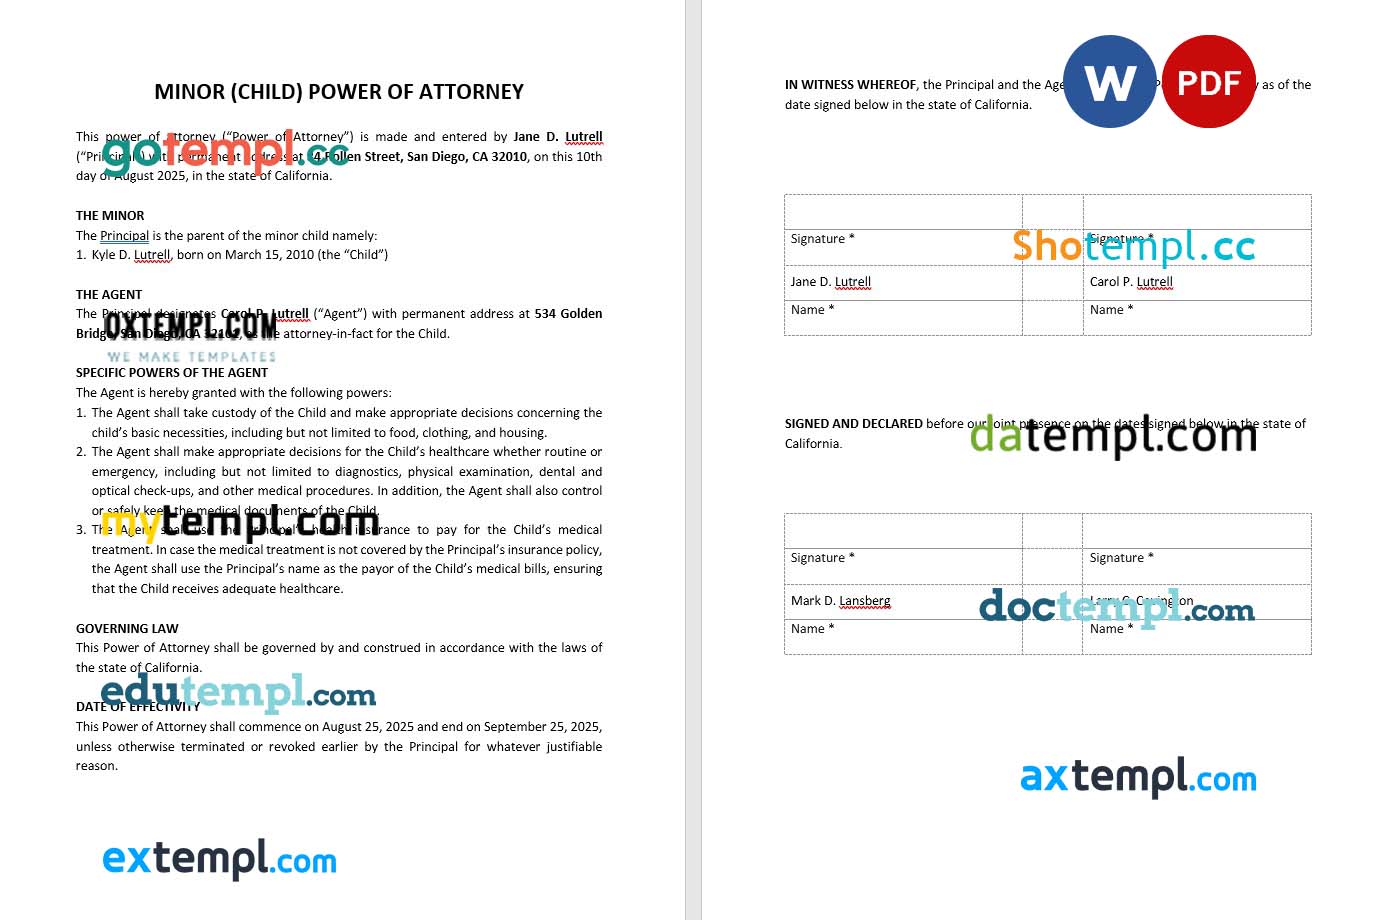 MINOR (CHILD) POWER OF ATTORNEY
This power of attorney (“Power of Attorney”) is made and entered by Jane D. Lutrell
(“Principal”) with permanent address at Pollen Street, San Diego, CA 32010, on this 10th
day of August 2025, in the state of California.
gotempl.cc
THE MINOR
The Principal is the parent of the minor child namely:
1. Kyle D. Lutrell, born on March 15, 2010 (the “Child”)
THE AGENT
The Principal designates Carol P. Lutrell (“Agent”) with permanent address at 534 Golden
Bridge, San Diego, CA 32102, as the attorney-in-fact for the Child.
OXTEMPL.COM
WE MAKE TEMPLATES
SPECIFIC POWERS OF THE AGENT
The Agent is hereby granted with the following powers:
1. The Agent shall take custody of the Child and make appropriate decisions concerning the
child’s basic necessities, including but not limited to food, clothing, and housing.
2. The Agent shall make appropriate decisions for the Child’s healthcare whether routine or
emergency, including but not limited to diagnostics, physical examination, dental and
optical check-ups, and other medical procedures. In addition, the Agent shall also control
or safely keep the medical documents of the Child.
mytempl.com
3. The Agent shall use the Principal’s health insurance to pay for the Child’s medical
treatment. In case the medical treatment is not covered by the Principal’s insurance policy,
the Agent shall use the Principal’s name as the payor of the Child’s medical bills, ensuring
that the Child receives adequate healthcare.
GOVERNING LAW
This Power of Attorney shall be governed by and construed in accordance with the laws of
the state of California.
edutempl.com
DATE OF EFFECTIVITY
This Power of Attorney shall commence on August 25, 2025 and end on September 25, 2025,
unless otherwise terminated or revoked earlier by the Principal for whatever justifiable
reason.
extempl.com
W PDF
IN WITNESS WHEREOF, the Principal and the as of the
date signed below in the state of California.
Signature * Signature *
Shotempl.cc
Jane D. Lutrell Carol P. Lutrell
Name * Name *
SIGNED AND DECLARED before our joint presence on the dates signed below in the state of
California.
datempl.com
Signature * Signature *
Mark D. Lansberg Larry C. Covington
doctempl.com
Name * Name *
axtempl.com